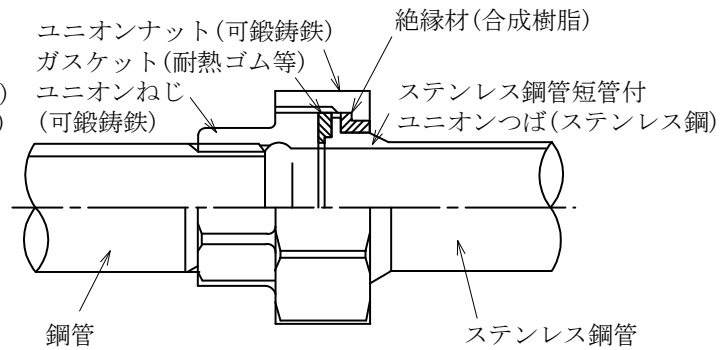 ユニオンナット(可鍛鋳鉄)
ガスケット(耐熱ゴム等)
) ユニオンねじ
) (可鍛鋳鉄)
絶縁材(合成樹脂)
ステンレス鋼管短管付
ユニオンつば(ステンレス鋼)
鋼管
ステンレス鋼管